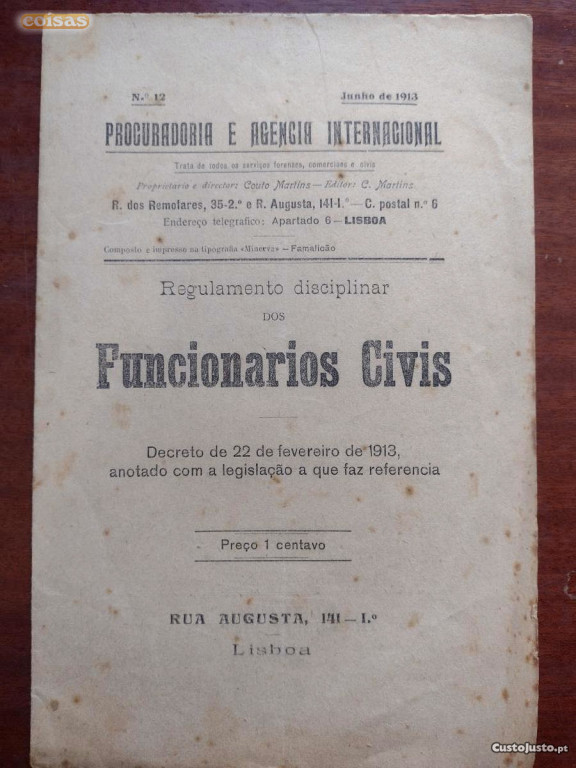 coisas
N.º 12 Junho de 1913
PROCURADORIA E AGENCIA INTERNACIONAL
Trata de todos os serviços forenses, comerciaes e civis
Proprietario e director: Couto Martins — Editor: C. Martins
R. dos Remolares, 35-2.º e R. Augusta, 141-1.º — C. postal n.º 6
Endereço telegrafico: Apartado 6 — LISBOA
Composto e impresso na tipografia «Minerva» — Famalicão
Regulamento disciplinar
DOS
Funcionarios Civis
Decreto de 22 de fevereiro de 1913,
anotado com a legislação a que faz referencia
Preço 1 centavo
RUA AUGUSTA, 141 — 1.º
Lisboa
CustoJusto.pt